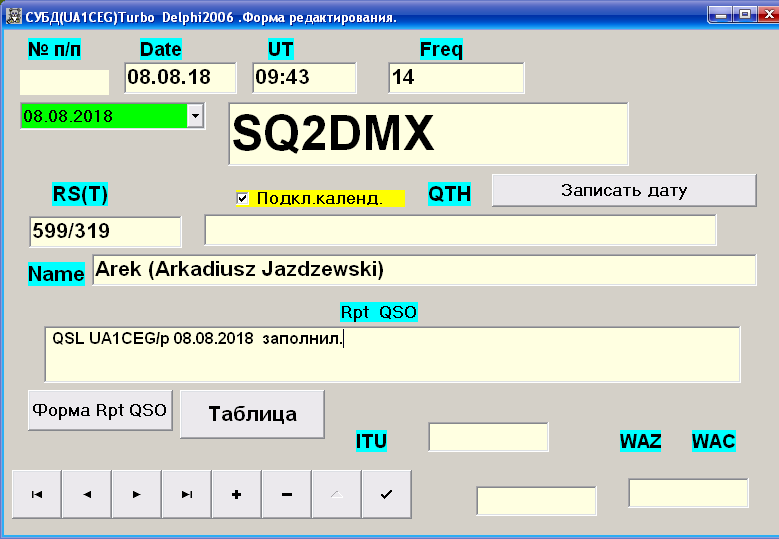 СУБД(UA1CEG)Turbo Delphi2006 .Форма редактирования.
№ п/п Date UT Freq
08.08.18 09:43 14
08.08.2018
SQ2DMX
RS(T) Подкл.календ. QTH Записать дату
599/319
Name Arek (Arkadiusz Jazdzewski)
Rpt QSO
QSL UA1CEG/p 08.08.2018 заполнил.
Форма Rpt QSO Таблица
ITU WAZ WAC